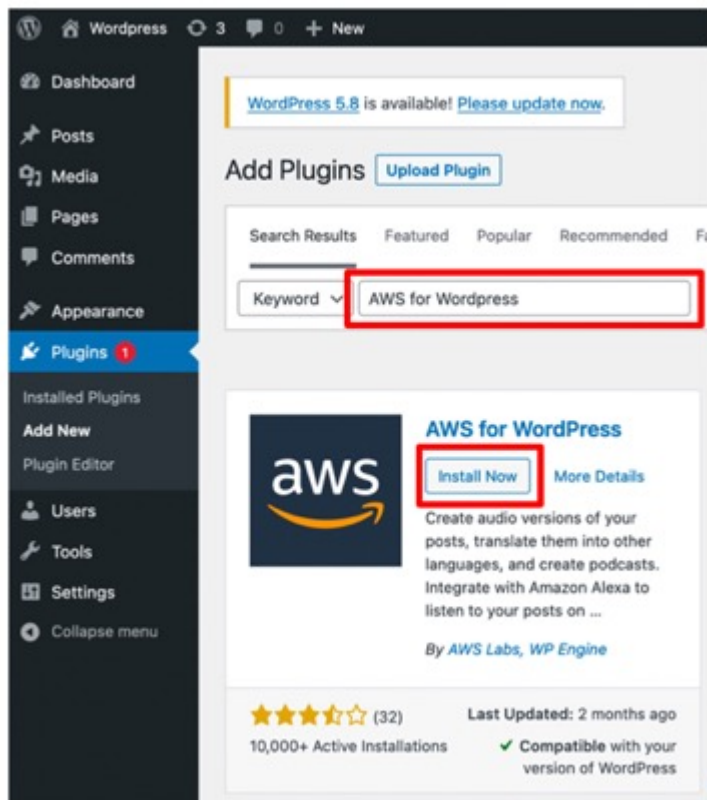 Wordpress 3 0 + New
Dashboard
Posts
Media
Pages
Comments
Appearance
Plugins 1
Installed Plugins
Add New
Plugin Editor
Users
Tools
Settings
Collapse menu
WordPress 5.8 is available! Please update now.
Add Plugins Upload Plugin
Search Results Featured Popular Recommended
Keyword AWS for Wordpress
aws
AWS for WordPress
Install Now More Details
Create audio versions of your
posts, translate them into other
languages, and create podcasts.
Integrate with Amazon Alexa to
listen to your posts on ...
By AWS Labs, WP Engine
(32) Last Updated: 2 months ago
10,000+ Active Installations ✔ Compatible with your
version of WordPress